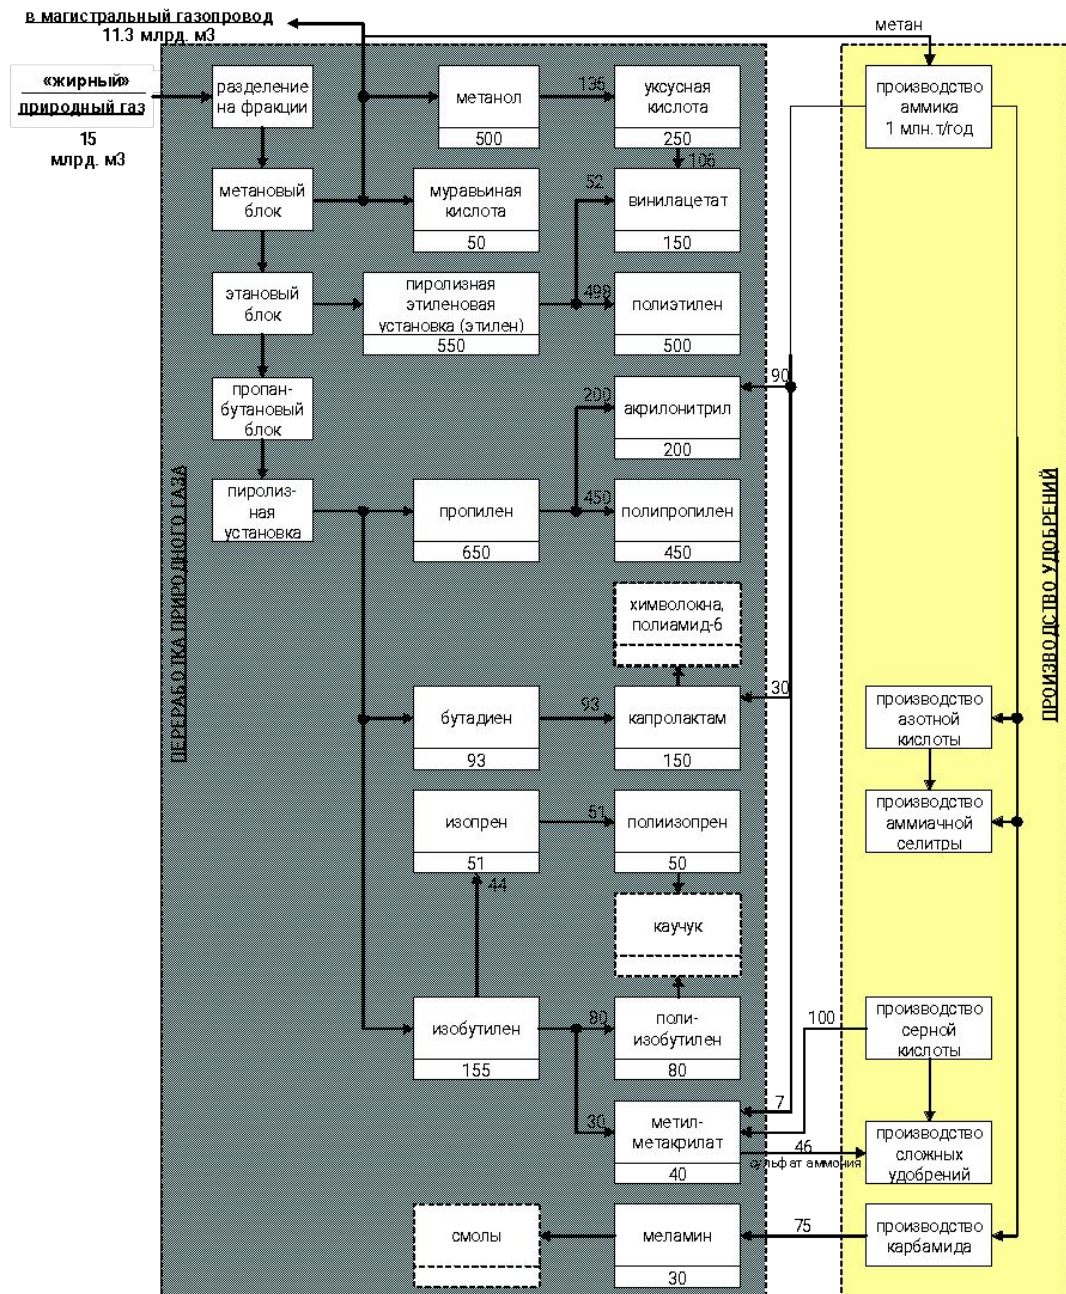 в магистральный газопровод
11.3 млрд. м3
метан
«жирный»
природный газ
15
млрд. м3
разделение
на фракции
метанол
500
136
уксусная
кислота
250
производство
аммика
1 млн.т/год
106
метановый
блок
муравьиная
кислота
50
52
винилацетат
150
этановый
блок
пиролизная
этиленовая
установка (этилен)
550
498
полиэтилен
500
пропан-
бутановый
блок
200
акрилонитрил
200
90
пиролиз-
ная
установка
пропилен
650
450
полипропилен
450
ПЕРЕРАБОТКА ПРИРОДНОГО ГАЗА
ПРОИЗВОДСТВО УДОБРЕНИЙ
химволокна,
полиамид-6
бутадиен
93
93
капролактам
150
30
производство
азотной
кислоты
изопрен
51
51
полиизопрен
50
производство
аммиачной
селитры
44
каучук
изобутилен
155
80
поли-
изобутилен
80
100
производство
серной
кислоты
30
метил-
метакрилат
40
7
46
сульфат аммония
производство
сложных
удобрений
смолы
меламин
30
75
производство
карбамида